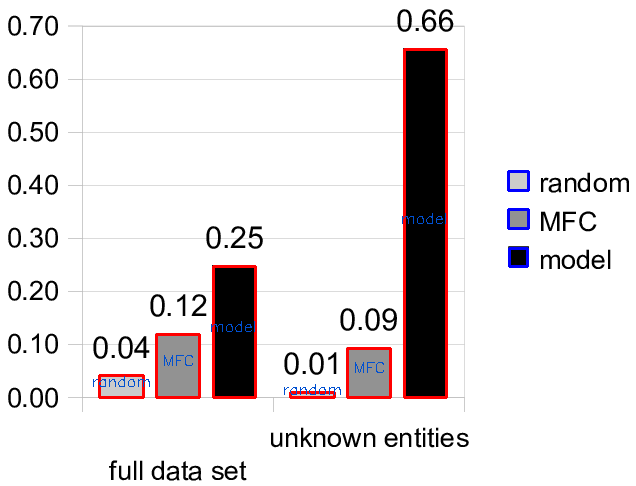 0.70
0.60
0.50
0.40
0.30
0.20
0.10
0.00
0.04
0.12
0.25
0.01
0.09
0.66
random
MFC
model
random
MFC
model
full data set
unknown entities
random
MFC
model